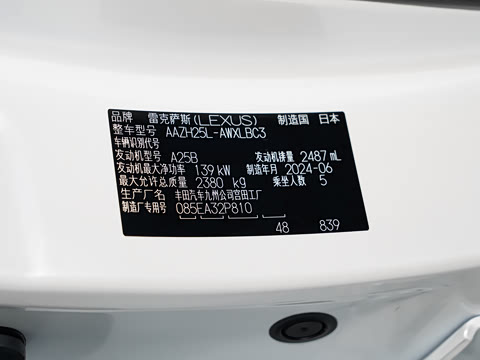 品牌 雷克萨斯(LEXUS) 制造国 日本
整车型号 AAZH25L-AWXLBC3
车辆识别代号
发动机型号 A25B 发动机排量 2487 mL
发动机最大净功率 139 kW 制造年月 2024-06
最大允许总质量 2380 kg 乘坐人数 5
生产厂名 丰田汽车九州公司宫田工厂
制造厂专用号 085EA32P810
48 839